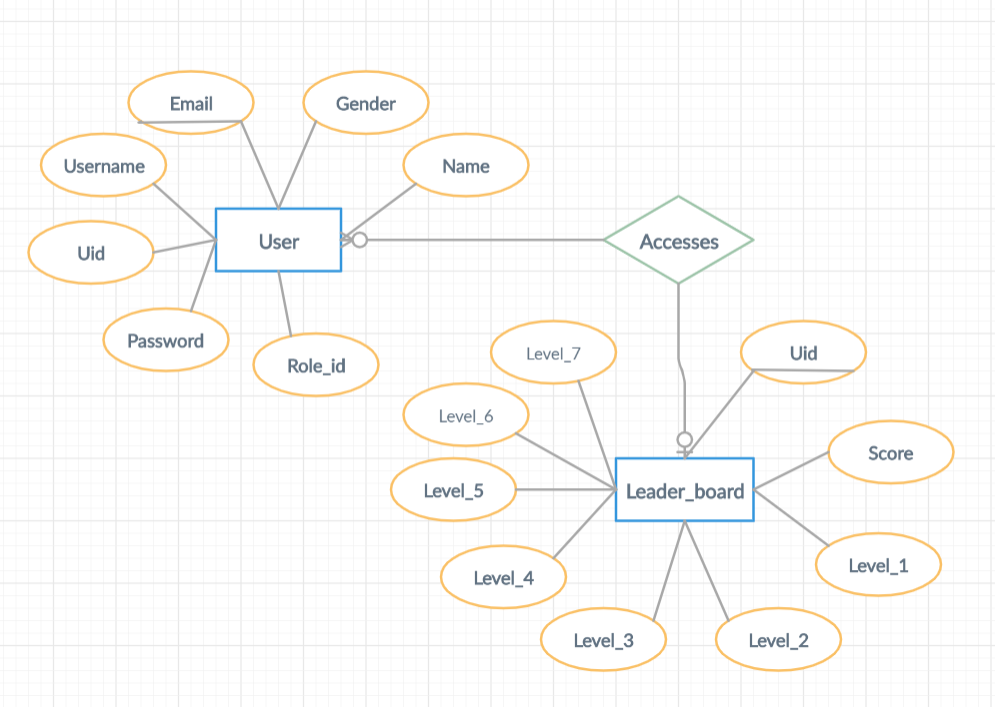 Email
Gender
Username
Name
Uid
User
Accesses
Password
Role_id
Level_7
Uid
Level_6
Score
Level_5
Leader_board
Level_4
Level_1
Level_3
Level_2